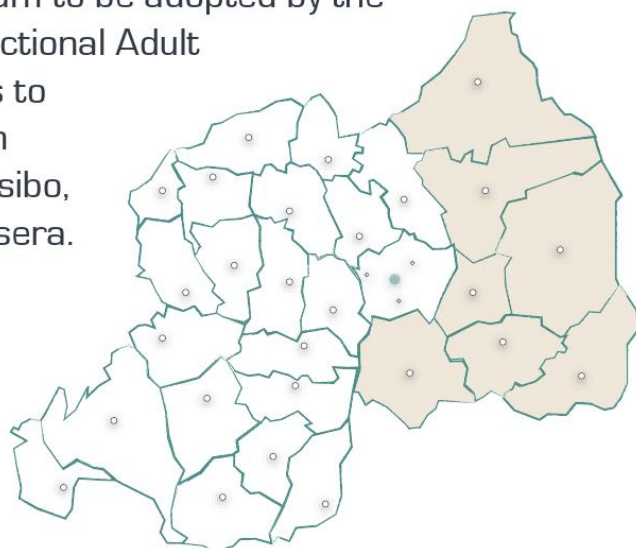 to be adopted by the
ctional Adult
s to
sibo,
sera.